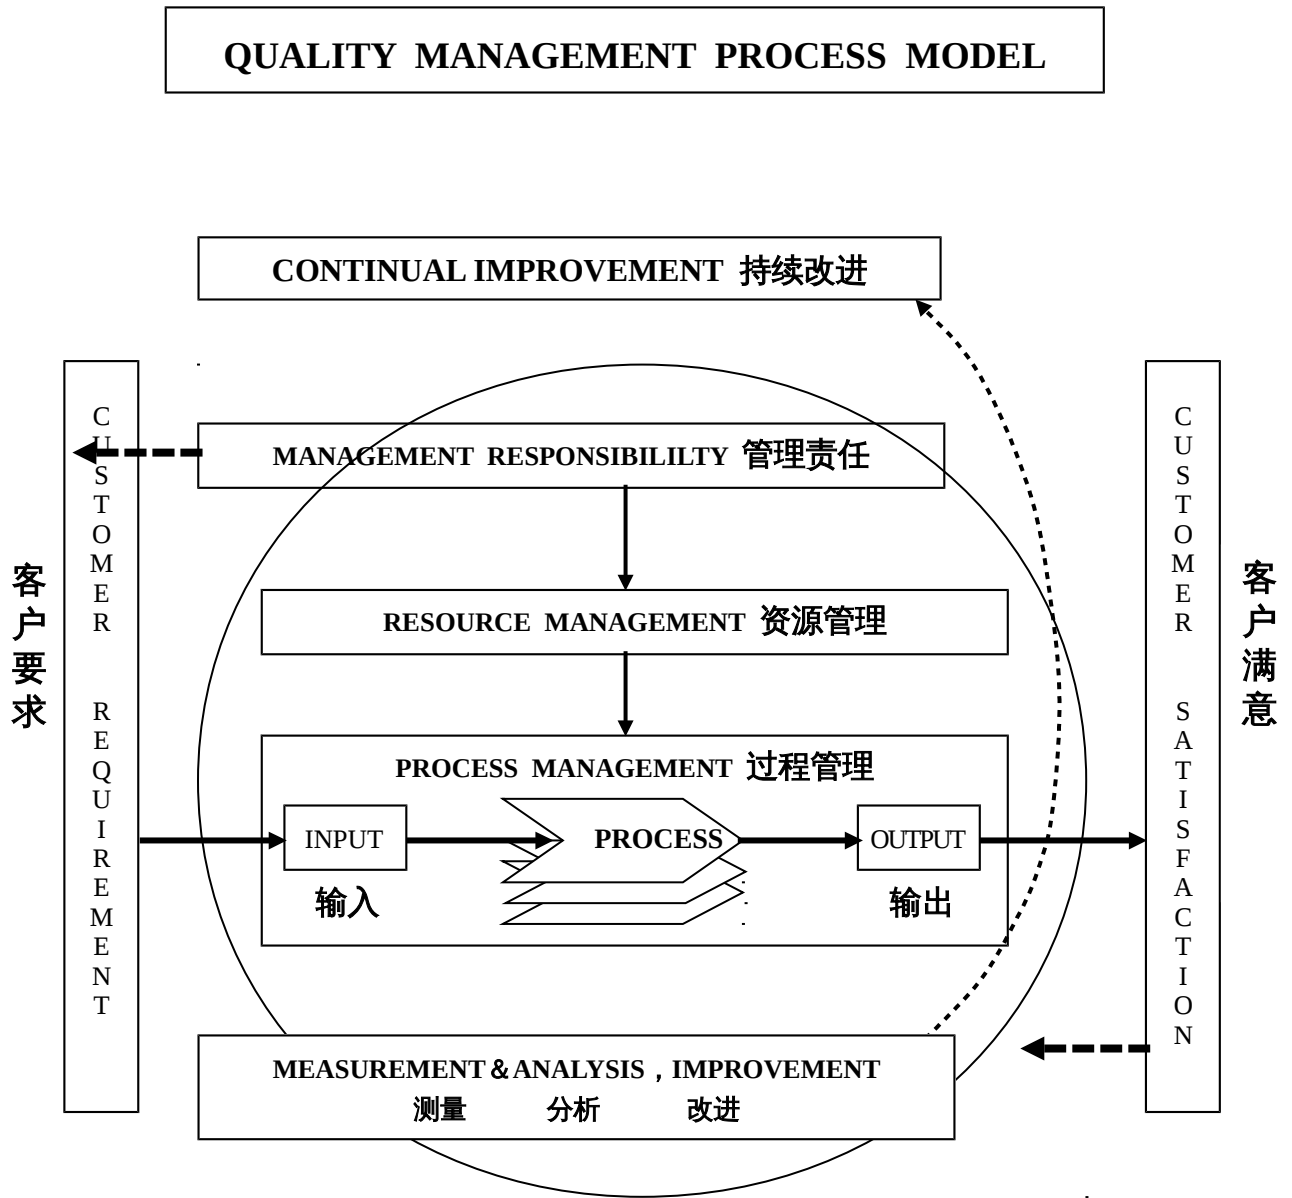 QUALITY MANAGEMENT PROCESS MODEL
CONTINUAL IMPROVEMENT 持续改进
CUSTOMER REQUIREMENT
客户要求
MANAGEMENT RESPONSIBILILTY 管理责任
RESOURCE MANAGEMENT 资源管理
PROCESS MANAGEMENT 过程管理
INPUT
PROCESS
OUTPUT
输入
输出
MEASUREMENT&ANALYSIS，IMPROVEMENT
测量 分析 改进
CUSTOMER SATISFACTION
客户满意